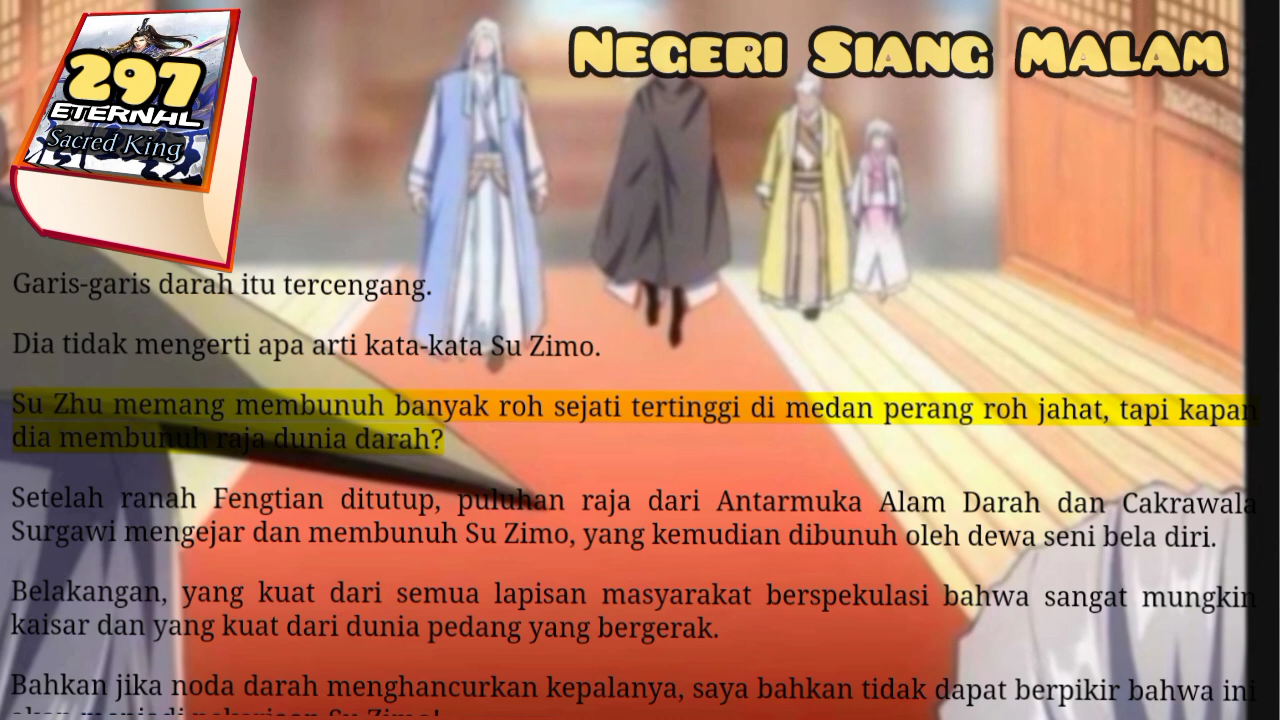 Negeri Siang Malam
297
ETERNAL
Sacred King
Garis-garis darah itu tercengang.
Dia tidak mengerti apa arti kata-kata Su Zimo.
Su Zhu memang membunuh banyak roh sejati tertinggi di medan perang roh jahat, tapi kapan
dia membunuh raja dunia darah?
Setelah ranah Fengtian ditutup, puluhan raja dari Antarmuka Alam Darah dan Cakrawala
Surgawi mengejar dan membunuh Su Zimo, yang kemudian dibunuh oleh dewa seni bela diri.
Belakangan, yang kuat dari semua lapisan masyarakat berspekulasi bahwa sangat mungkin
kaisar dan yang kuat dari dunia pedang yang bergerak.
Bahkan jika noda darah menghancurkan kepalanya, saya bahkan tidak dapat berpikir bahwa ini
akan menjadi pekerjaan Su Zimo!